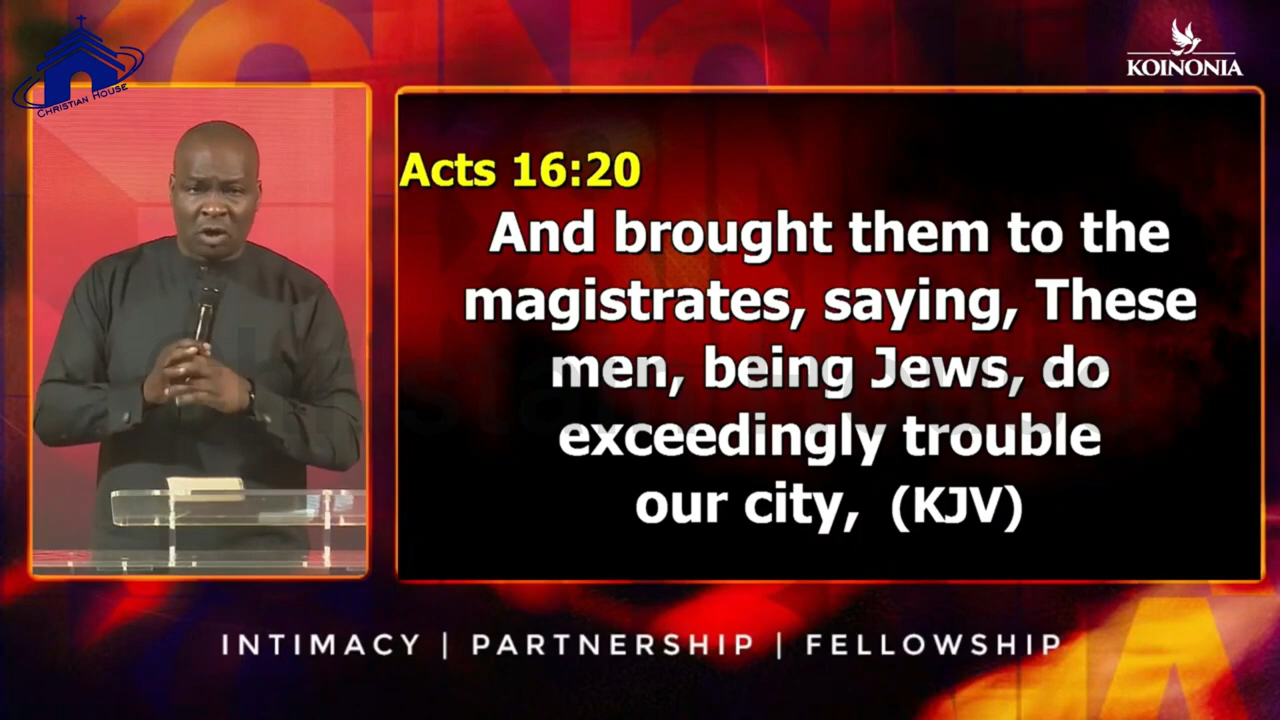 CHRISTIAN HOUSE
KOINONIA
Acts 16:20
And brought them to the
magistrates, saying, These
men, being Jews, do
exceedingly trouble
our city, (KJV)
INTIMACY | PARTNERSHIP | FELLOWSHIP